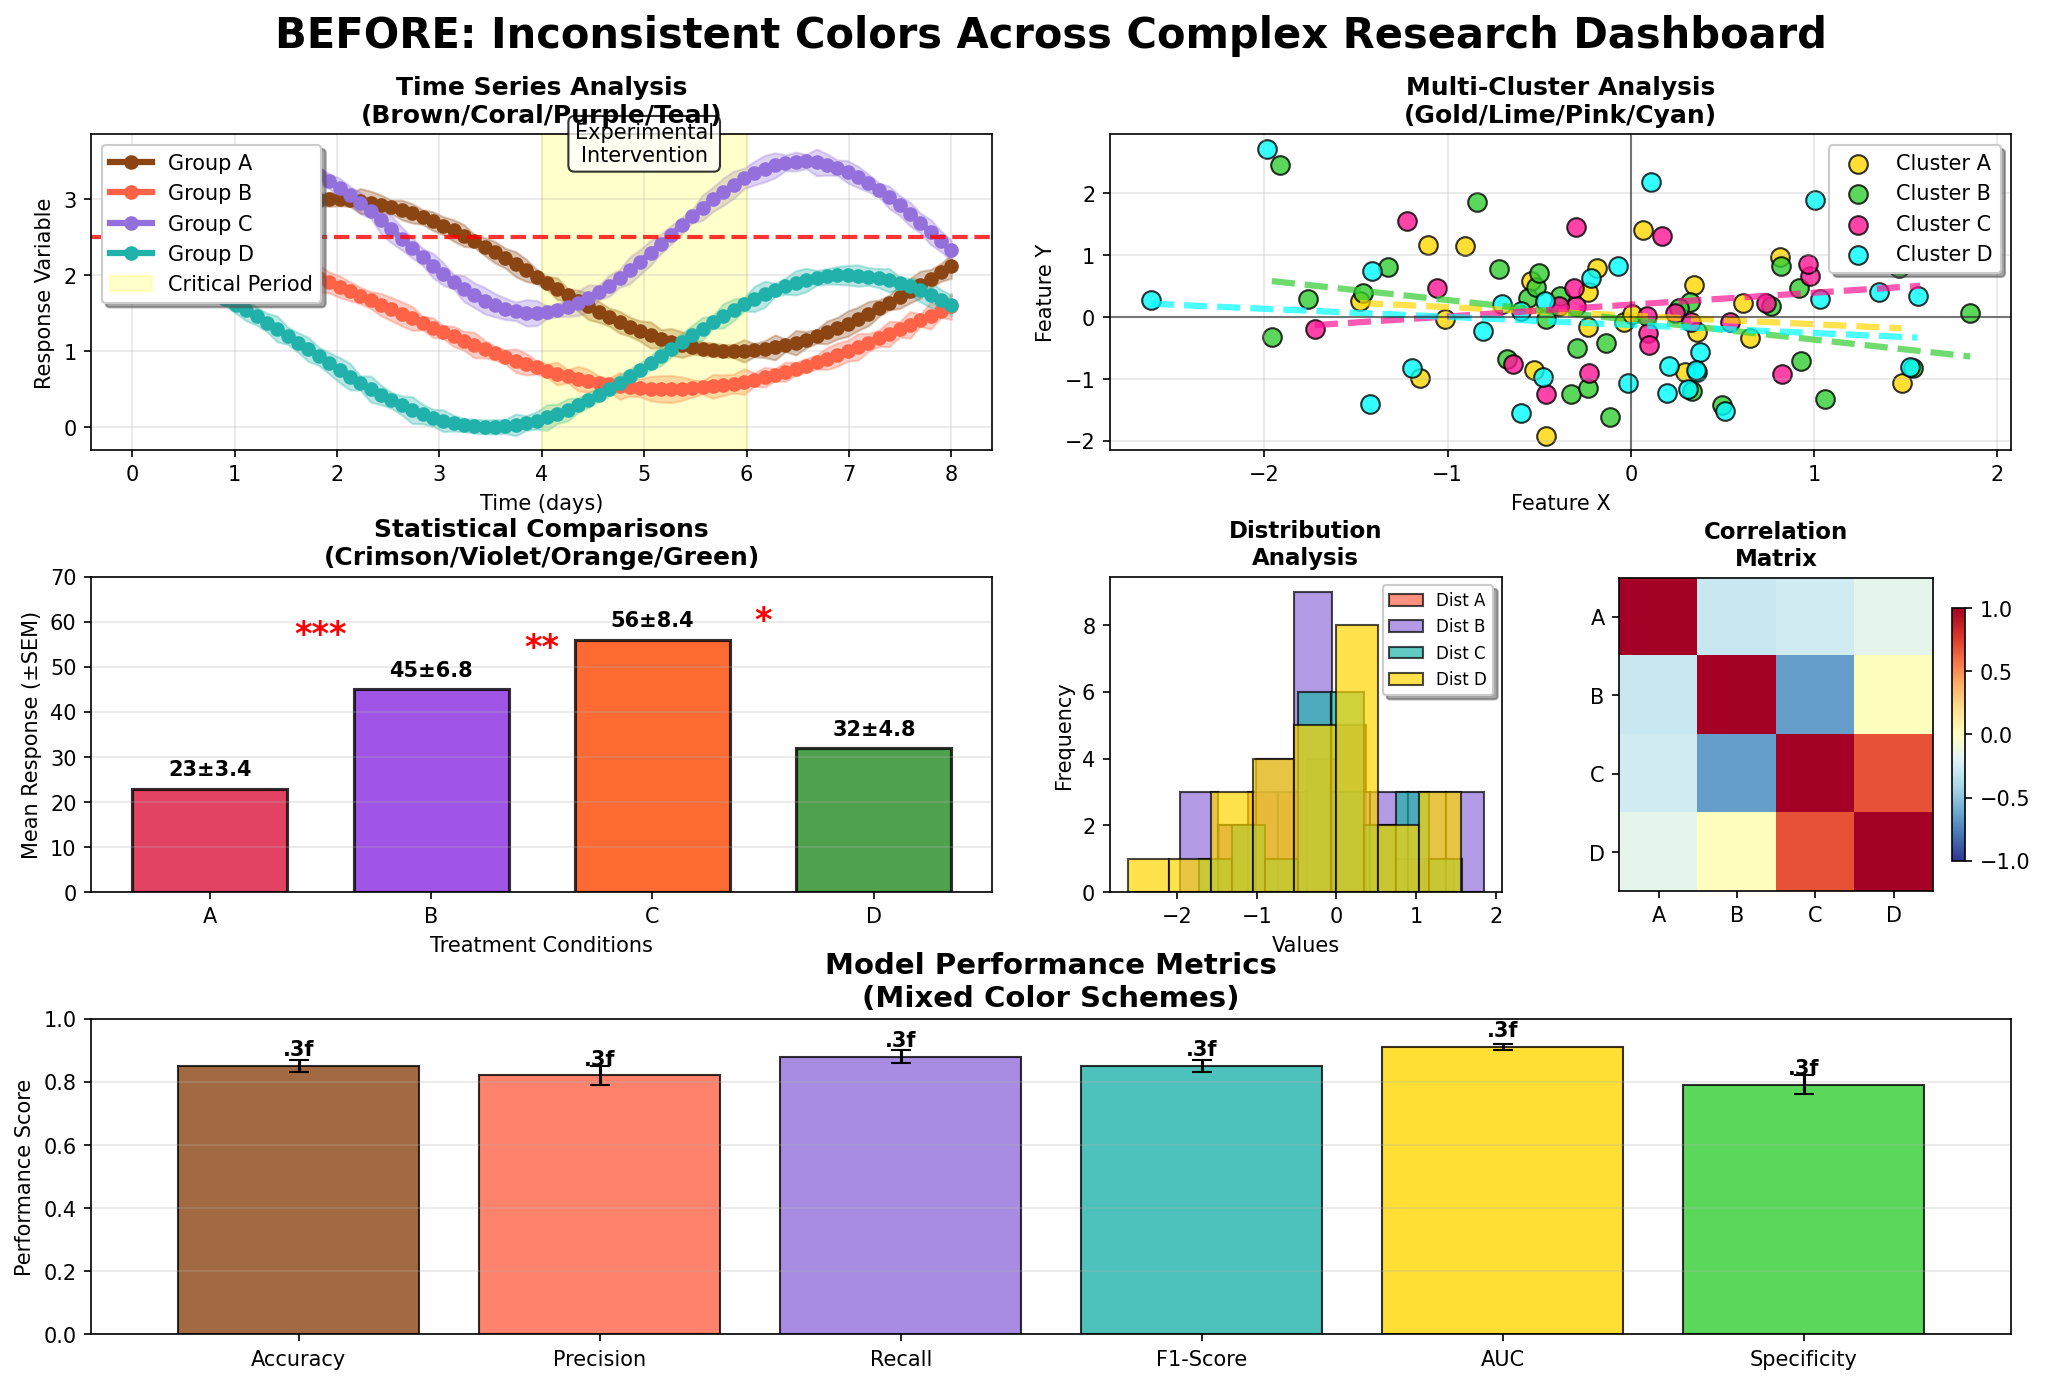 BEFORE: Inconsistent Colors Across Complex Research Dashboard
Time Series Analysis
(Brown/Coral/Purple/Teal)
Experimental
Intervention
Group A
Group B
Group C
Group D
Critical Period
Response Variable
3
2
1
0
0 1 2 3 4 5 6 7 8
Time (days)
Multi-Cluster Analysis
(Gold/Lime/Pink/Cyan)
Cluster A
Cluster B
Cluster C
Cluster D
Feature Y
2
1
0
−1
−2
−2 −1 0 1 2
Feature X
Statistical Comparisons
(Crimson/Violet/Orange/Green)
Mean Response (±SEM)
70
60
50
40
30
20
10
0
23±3.4
***
45±6.8
**
56±8.4
*
32±4.8
A B C D
Treatment Conditions
Distribution
Analysis
Dist A
Dist B
Dist C
Dist D
Frequency
8
6
4
2
0
−2 −1 0 1 2
Values
Correlation
Matrix
A
B
C
D
A B C D
1.0
0.5
0.0
−0.5
−1.0
Model Performance Metrics
(Mixed Color Schemes)
Performance Score
1.0
0.8
0.6
0.4
0.2
0.0
.3f .3f .3f .3f .3f .3f
Accuracy Precision Recall F1-Score AUC Specificity